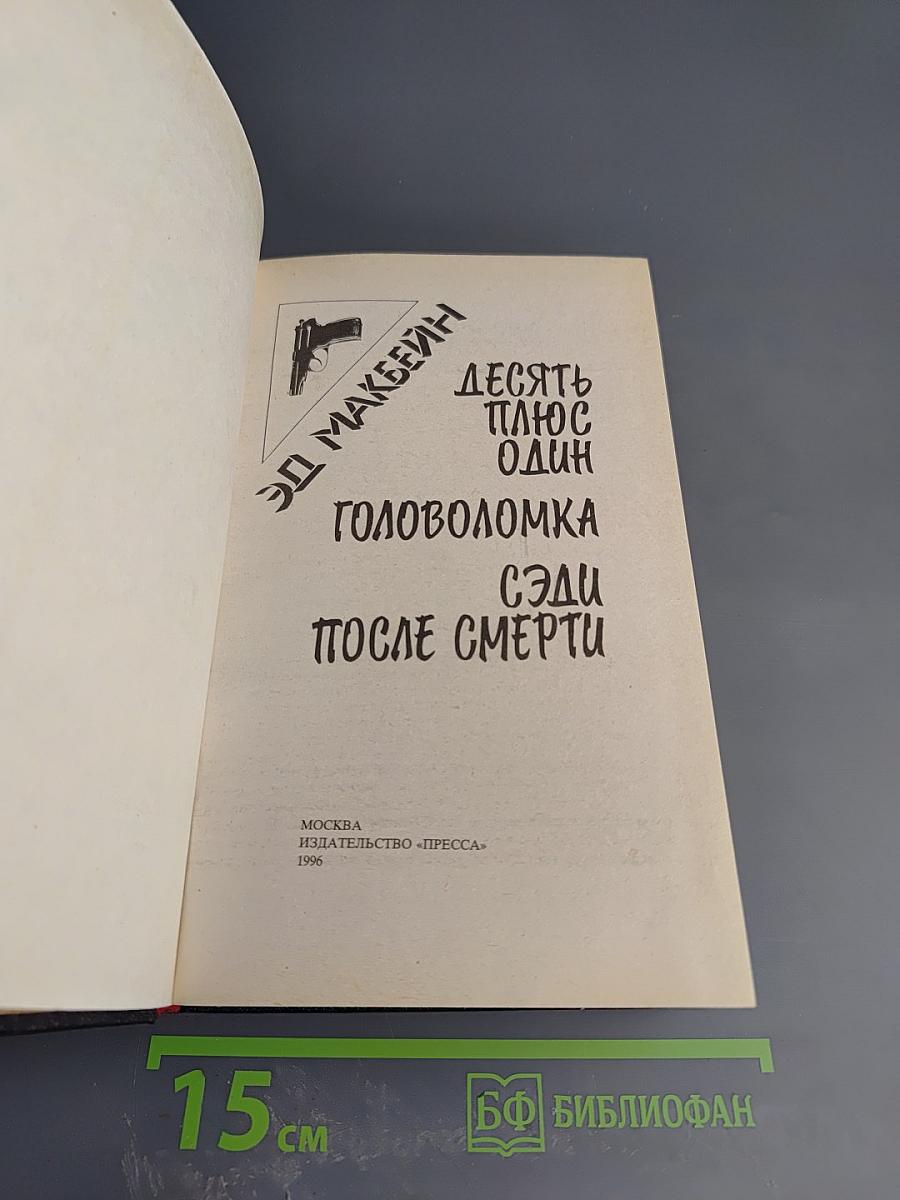 ЭД МАКБЕЙН
ДЕСЯТЬ
ПЛЮС
ОДИН
ГОЛОВОЛОМКА
СЭДИ
ПОСЛЕ СМЕРТИ
МОСКВА
ИЗДАТЕЛЬСТВО «ПРЕССА»
1996
15 см
БФ БИБЛИОФАН